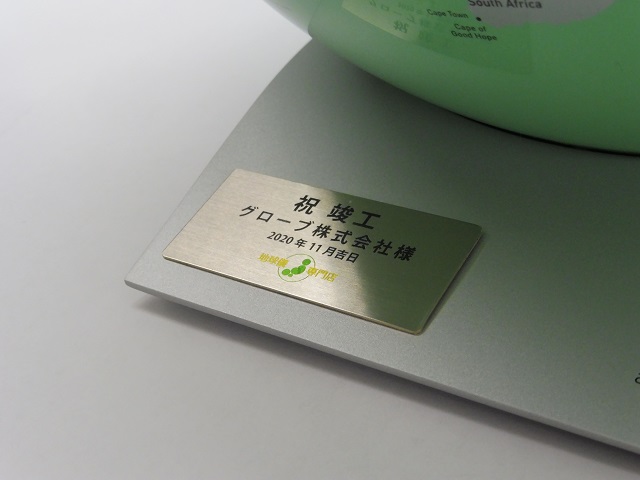 South Africa
Cape Town
Cape of
Good Hope
祝 竣工
グローブ株式会社様
2020年11月吉日
地球儀 専門店